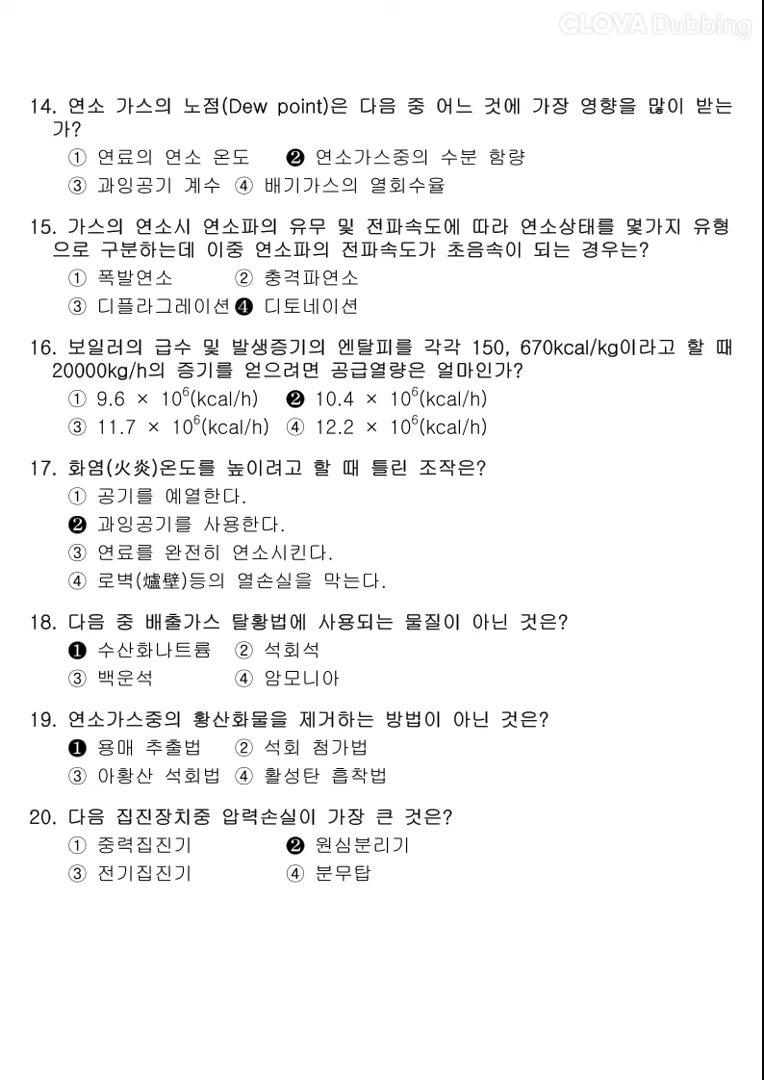 CLOVA Dubbing
14. 연소 가스의 노점(Dew point)은 다음 중 어느 것에 가장 영향을 많이 받는
가?
① 연료의 연소 온도 ❷ 연소가스중의 수분 함량
③ 과잉공기 계수 ④ 배기가스의 열회수율
15. 가스의 연소시 연소파의 유무 및 전파속도에 따라 연소상태를 몇가지 유형
으로 구분하는데 이중 연소파의 전파속도가 초음속이 되는 경우는?
① 폭발연소 ② 충격파연소
③ 디플라그레이션 ❹ 디토네이션
16. 보일러의 급수 및 발생증기의 엔탈피를 각각 150, 670kcal/kg이라고 할 때
20000kg/h의 증기를 얻으려면 공급열량은 얼마인가?
① 9.6 × 10⁶(kcal/h) ❷ 10.4 × 10⁶(kcal/h)
③ 11.7 × 10⁶(kcal/h) ④ 12.2 × 10⁶(kcal/h)
17. 화염(火炎)온도를 높이려고 할 때 틀린 조작은?
① 공기를 예열한다.
❷ 과잉공기를 사용한다.
③ 연료를 완전히 연소시킨다.
④ 로벽(爐壁)등의 열손실을 막는다.
18. 다음 중 배출가스 탈황법에 사용되는 물질이 아닌 것은?
❶ 수산화나트륨 ② 석회석
③ 백운석 ④ 암모니아
19. 연소가스중의 황산화물을 제거하는 방법이 아닌 것은?
❶ 용매 추출법 ② 석회 첨가법
③ 아황산 석회법 ④ 활성탄 흡착법
20. 다음 집진장치중 압력손실이 가장 큰 것은?
① 중력집진기 ❷ 원심분리기
③ 전기집진기 ④ 분무탑